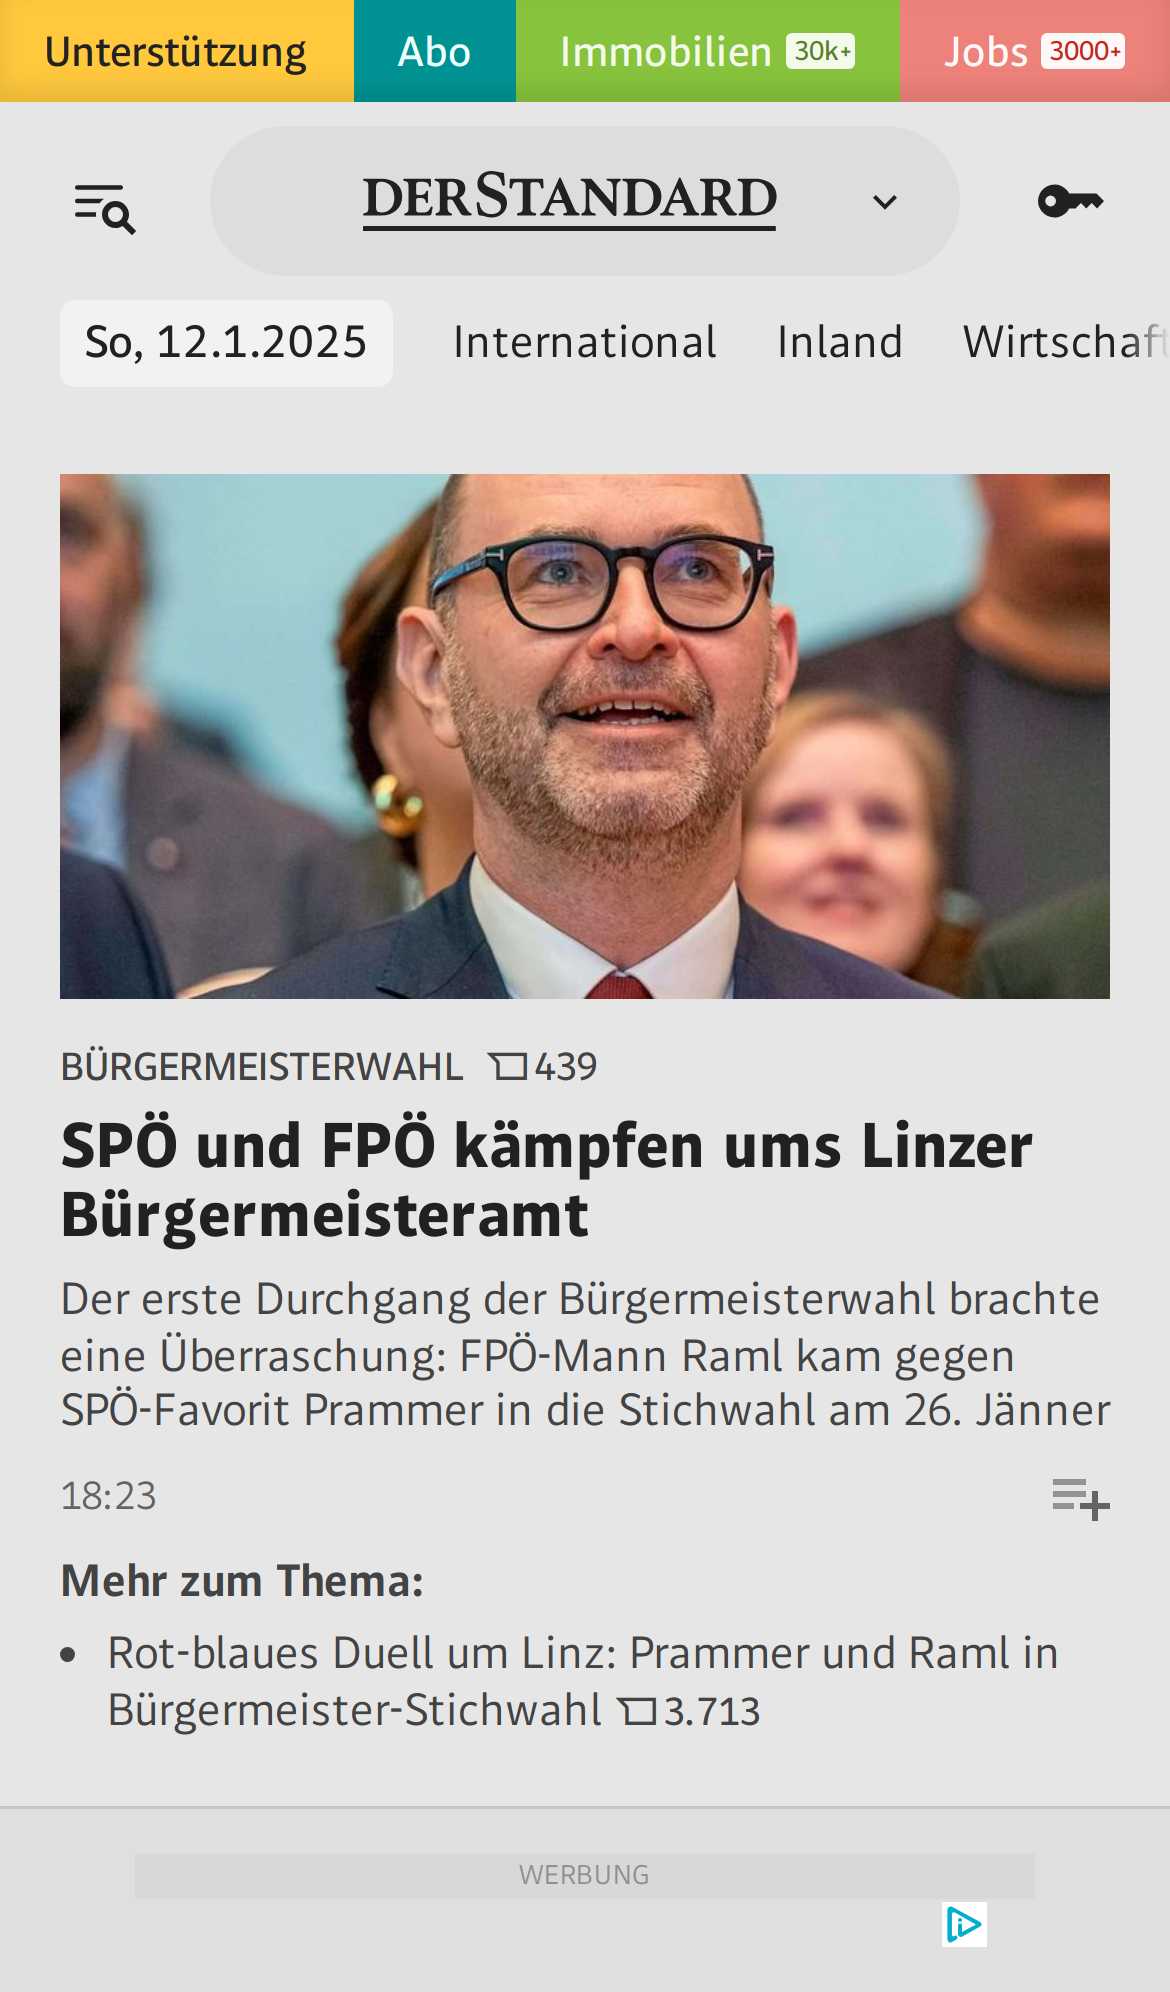 Unterstützung Abo Immobilien 30k+ Jobs 3000+
DERSTANDARD
So, 12.1.2025 International Inland Wirtschaft
BÜRGERMEISTERWAHL 439
SPÖ und FPÖ kämpfen ums Linzer
Bürgermeisteramt
Der erste Durchgang der Bürgermeisterwahl brachte
eine Überraschung: FPÖ-Mann Raml kam gegen
SPÖ-Favorit Prammer in die Stichwahl am 26. Jänner
18:23
Mehr zum Thema:
• Rot-blaues Duell um Linz: Prammer und Raml in
Bürgermeister-Stichwahl 3.713
WERBUNG